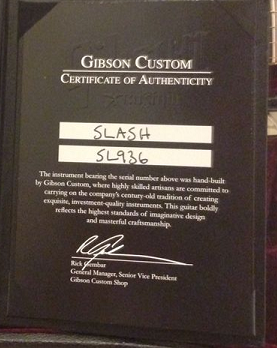 GIBSON CUSTOM
CERTIFICATE OF AUTHENTICITY
SLASH
SL936
The instrument bearing the serial number above was hand-built
by Gibson Custom, where highly skilled artisans are committed to
carrying on the company's century-old tradition of creating
exquisite, investment-quality instruments. This guitar boldly
reflects the highest standards of imaginative design
and masterful craftsmanship.
Rick Gembar
General Manager, Senior Vice President
Gibson Custom Shop